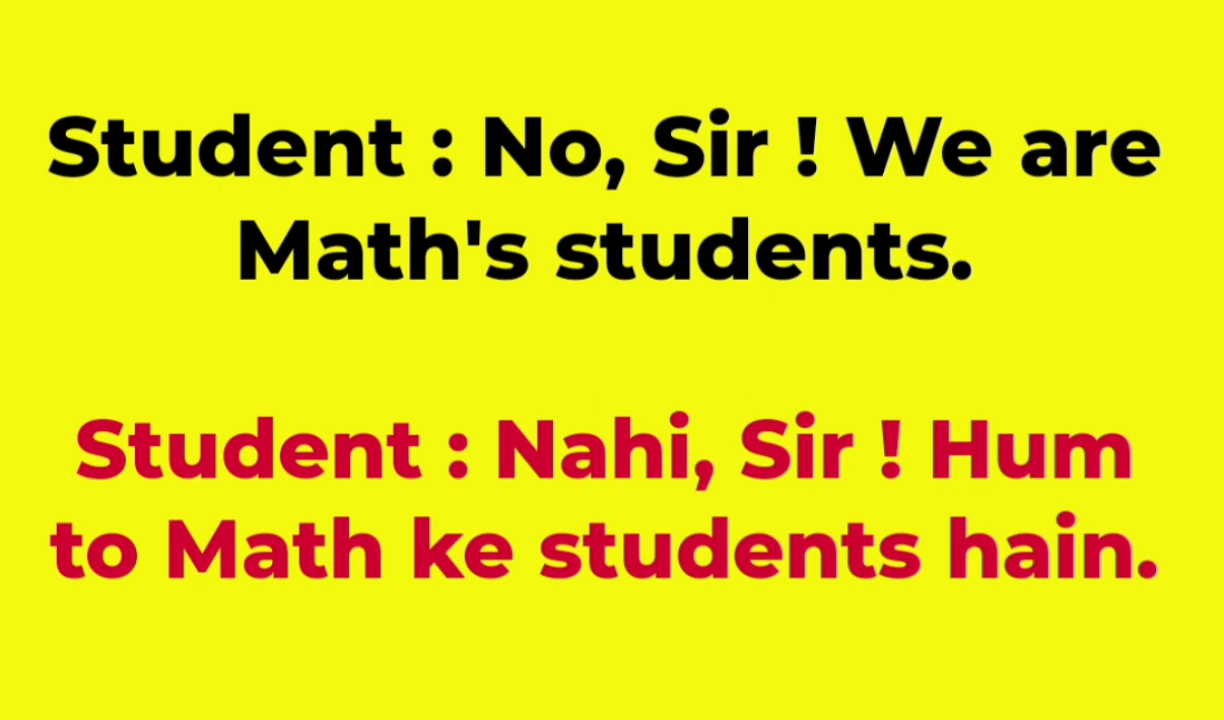 Student : No, Sir ! We are
Math's students.
Student : Nahi, Sir ! Hum
to Math ke students hain.